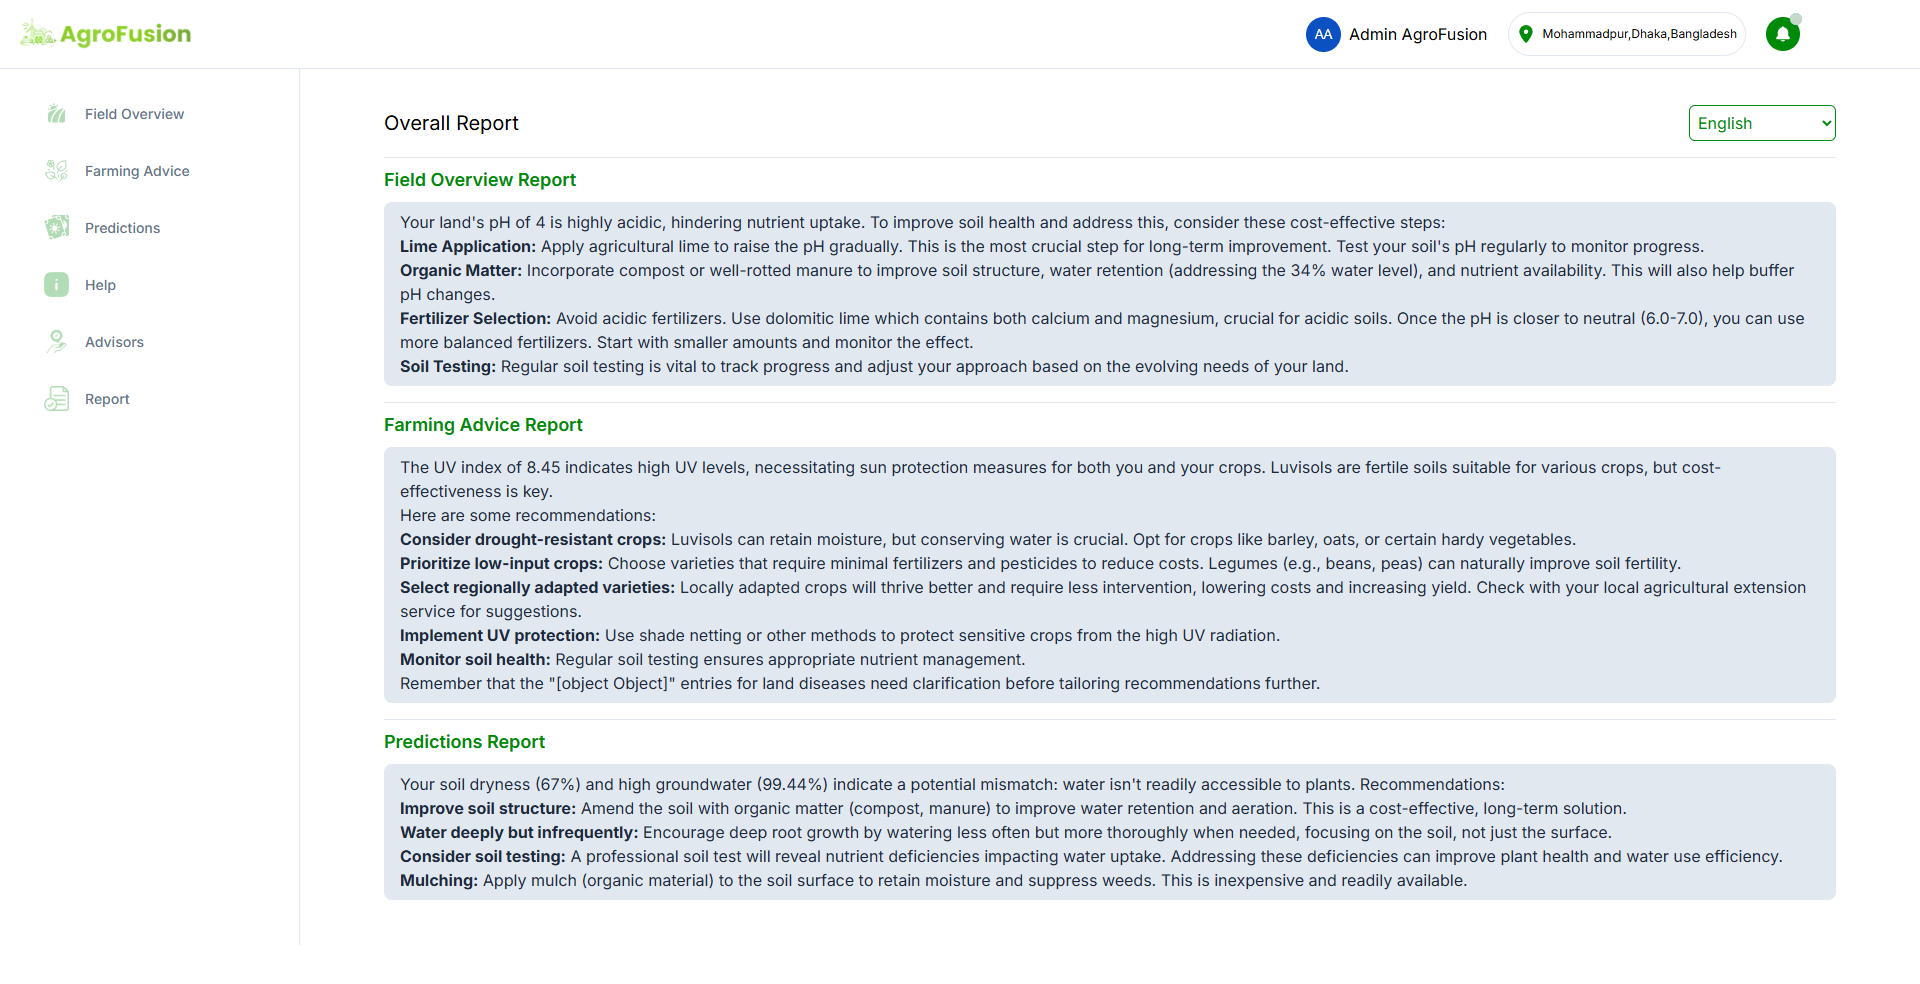 AgroFusion
AA
Admin AgroFusion
Mohammadpur,Dhaka,Bangladesh
Field Overview
Farming Advice
Predictions
Help
Advisors
Report
Overall Report
English
Field Overview Report
Your land's pH of 4 is highly acidic, hindering nutrient uptake. To improve soil health and address this, consider these cost-effective steps:
Lime Application: Apply agricultural lime to raise the pH gradually. This is the most crucial step for long-term improvement. Test your soil's pH regularly to monitor progress.
Organic Matter: Incorporate compost or well-rotted manure to improve soil structure, water retention (addressing the 34% water level), and nutrient availability. This will also help buffer
pH changes.
Fertilizer Selection: Avoid acidic fertilizers. Use dolomitic lime which contains both calcium and magnesium, crucial for acidic soils. Once the pH is closer to neutral (6.0-7.0), you can use
more balanced fertilizers. Start with smaller amounts and monitor the effect.
Soil Testing: Regular soil testing is vital to track progress and adjust your approach based on the evolving needs of your land.
Farming Advice Report
The UV index of 8.45 indicates high UV levels, necessitating sun protection measures for both you and your crops. Luvisols are fertile soils suitable for various crops, but cost-
effectiveness is key.
Here are some recommendations:
Consider drought-resistant crops: Luvisols can retain moisture, but conserving water is crucial. Opt for crops like barley, oats, or certain hardy vegetables.
Prioritize low-input crops: Choose varieties that require minimal fertilizers and pesticides to reduce costs. Legumes (e.g., beans, peas) can naturally improve soil fertility.
Select regionally adapted varieties: Locally adapted crops will thrive better and require less intervention, lowering costs and increasing yield. Check with your local agricultural extension
service for suggestions.
Implement UV protection: Use shade netting or other methods to protect sensitive crops from the high UV radiation.
Monitor soil health: Regular soil testing ensures appropriate nutrient management.
Remember that the "[object Object]" entries for land diseases need clarification before tailoring recommendations further.
Predictions Report
Your soil dryness (67%) and high groundwater (99.44%) indicate a potential mismatch: water isn't readily accessible to plants. Recommendations:
Improve soil structure: Amend the soil with organic matter (compost, manure) to improve water retention and aeration. This is a cost-effective, long-term solution.
Water deeply but infrequently: Encourage deep root growth by watering less often but more thoroughly when needed, focusing on the soil, not just the surface.
Consider soil testing: A professional soil test will reveal nutrient deficiencies impacting water uptake. Addressing these deficiencies can improve plant health and water use efficiency.
Mulching: Apply mulch (organic material) to the soil surface to retain moisture and suppress weeds. This is inexpensive and readily available.